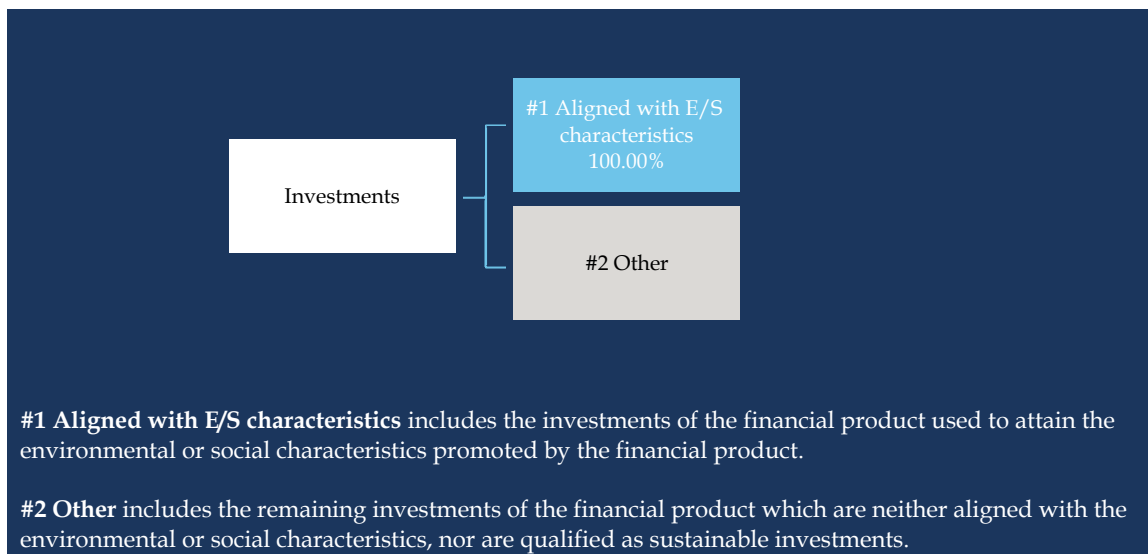 #1 Aligned with E/S
characteristics
100.00%
Investments
#2 Other
#1 Aligned with E/S characteristics includes the investments of the financial product used to attain the
environmental or social characteristics promoted by the financial product.
#2 Other includes the remaining investments of the financial product which are neither aligned with the
environmental or social characteristics, nor are qualified as sustainable investments.